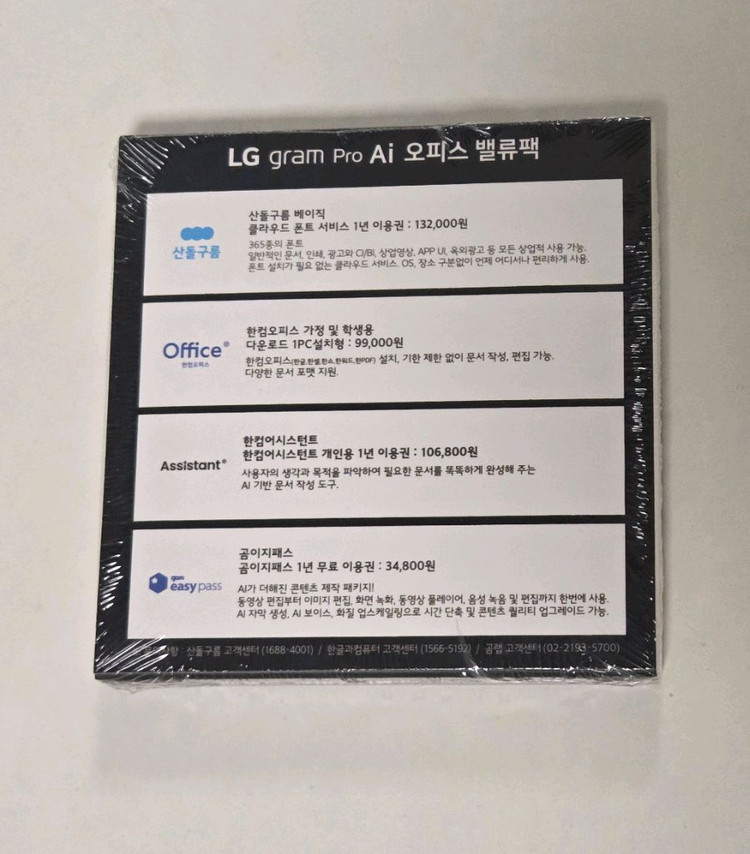 LG gram Pro Ai 오피스 밸류팩
산돌구름
산돌구름 베이직
클라우드 폰트 서비스 1년 이용권 : 132,000원
365종의 폰트
일반적인 문서, 인쇄, 광고와 CI/BI, 상업영상, APP UI, 옥외광고 등 모든 상업적 사용 가능.
폰트 설치가 필요 없는 클라우드 서비스. OS, 장소 구분없이 언제 어디서나 편리하게 사용.
Office®
한컴오피스
한컴오피스 가정 및 학생용
다운로드 1PC설치형 : 99,000원
한컴오피스(한글,한셀,한쇼,한워드,한PDF) 설치, 기한 제한 없이 문서 작성, 편집 가능.
다양한 문서 포맷 지원.
Assistant®
한컴어시스턴트
한컴어시스턴트 개인용 1년 이용권 : 106,800원
사용자의 생각과 목적을 파악하여 필요한 문서를 똑똑하게 완성해 주는
AI 기반 문서 작성 도구.
gom
easy pass
곰이지패스
곰이지패스 1년 무료 이용권 : 34,800원
AI가 더해진 콘텐츠 제작 패키지!
동영상 편집부터 이미지 편집, 화면 녹화, 동영상 플레이어, 음성 녹음 및 편집까지 한번에 사용.
AI 자막 생성, AI 보이스, 화질 업스케일링으로 시간 단축 및 콘텐츠 퀄리티 업그레이드 가능.
산돌구름 고객센터 (1688-4001) / 한글과컴퓨터 고객센터 (1566-5192) / 곰랩 고객센터 (02-2193-5700)